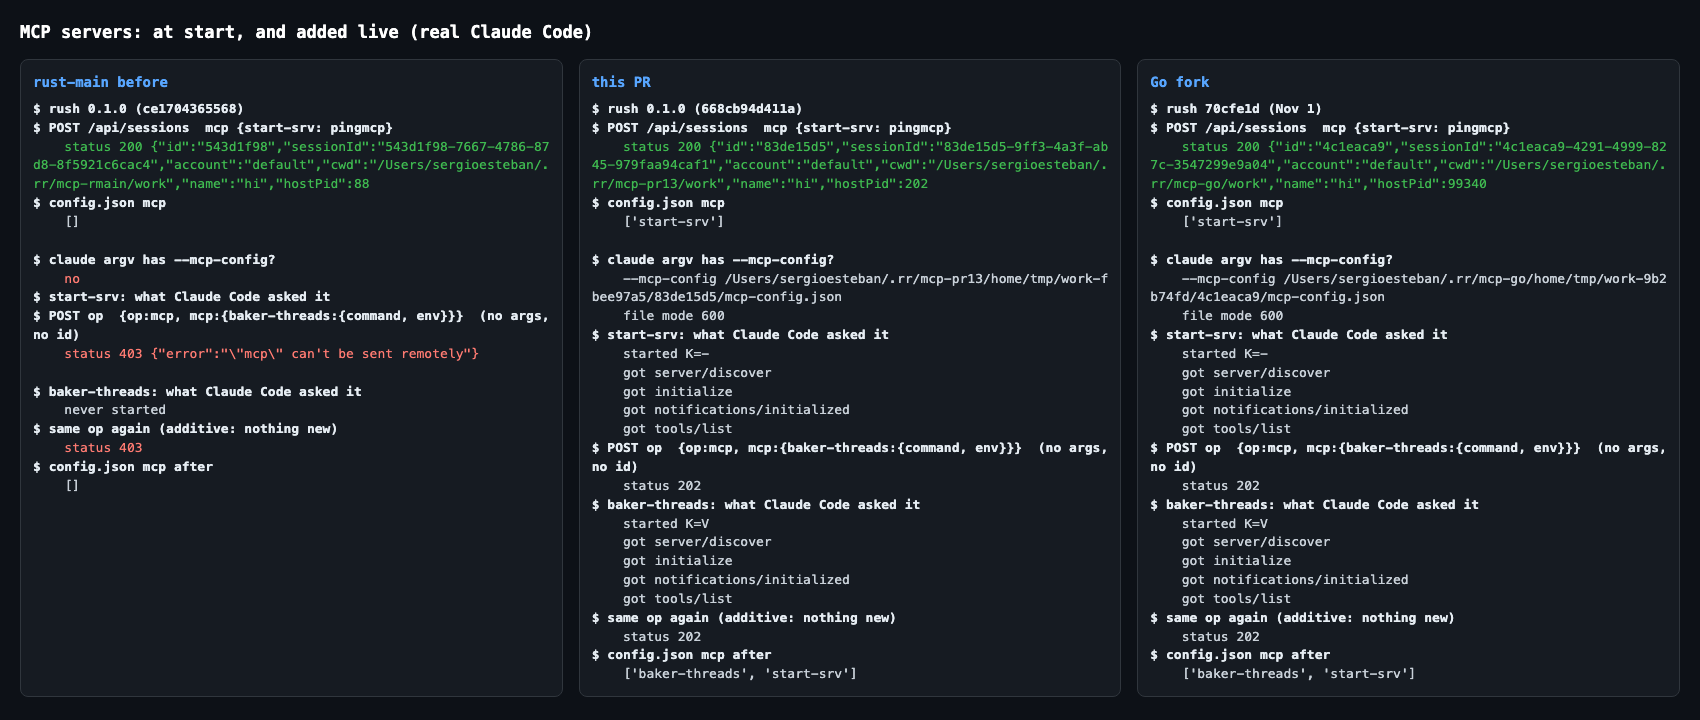 MCP servers: at start, and added live (real Claude Code)
rust-main before
$ rush 0.1.0 (ce1704365568)
$ POST /api/sessions  mcp {start-srv: pingmcp}
status 200 {"id":"543d1f98","sessionId":"543d1f98-7667-4786-87
d8-8f5921c6cac4","account":"default","cwd":"/Users/sergioesteban/.
rr/mcp-rmain/work","name":"hi","hostPid":88
$ config.json mcp
[]
$ claude argv has --mcp-config?
no
$ start-srv: what Claude Code asked it
$ POST op  {op:mcp, mcp:{baker-threads:{command, env}}}  (no args,
no id)
status 403 {"error":"\"mcp\" can't be sent remotely"}
$ baker-threads: what Claude Code asked it
never started
$ same op again (additive: nothing new)
status 403
$ config.json mcp after
[]
this PR
$ rush 0.1.0 (668cb94d411a)
$ POST /api/sessions  mcp {start-srv: pingmcp}
status 200 {"id":"83de15d5","sessionId":"83de15d5-9ff3-4a3f-ab
45-979faa94caf1","account":"default","cwd":"/Users/sergioesteban/.
rr/mcp-pr13/work","name":"hi","hostPid":202
$ config.json mcp
['start-srv']
$ claude argv has --mcp-config?
--mcp-config /Users/sergioesteban/.rr/mcp-pr13/home/tmp/work-f
bee97a5/83de15d5/mcp-config.json
file mode 600
$ start-srv: what Claude Code asked it
started K=-
got server/discover
got initialize
got notifications/initialized
got tools/list
$ POST op  {op:mcp, mcp:{baker-threads:{command, env}}}  (no args,
no id)
status 202
$ baker-threads: what Claude Code asked it
started K=V
got server/discover
got initialize
got notifications/initialized
got tools/list
$ same op again (additive: nothing new)
status 202
$ config.json mcp after
['baker-threads', 'start-srv']
Go fork
$ rush 70cfe1d (Nov 1)
$ POST /api/sessions  mcp {start-srv: pingmcp}
status 200 {"id":"4c1eaca9","sessionId":"4c1eaca9-4291-4999-82
7c-3547299e9a04","account":"default","cwd":"/Users/sergioesteban/.
rr/mcp-go/work","name":"hi","hostPid":99340
$ config.json mcp
['start-srv']
$ claude argv has --mcp-config?
--mcp-config /Users/sergioesteban/.rr/mcp-go/home/tmp/work-9b2
b74fd/4c1eaca9/mcp-config.json
file mode 600
$ start-srv: what Claude Code asked it
started K=-
got server/discover
got initialize
got notifications/initialized
got tools/list
$ POST op  {op:mcp, mcp:{baker-threads:{command, env}}}  (no args,
no id)
status 202
$ baker-threads: what Claude Code asked it
started K=V
got server/discover
got initialize
got notifications/initialized
got tools/list
$ same op again (additive: nothing new)
status 202
$ config.json mcp after
['baker-threads', 'start-srv']